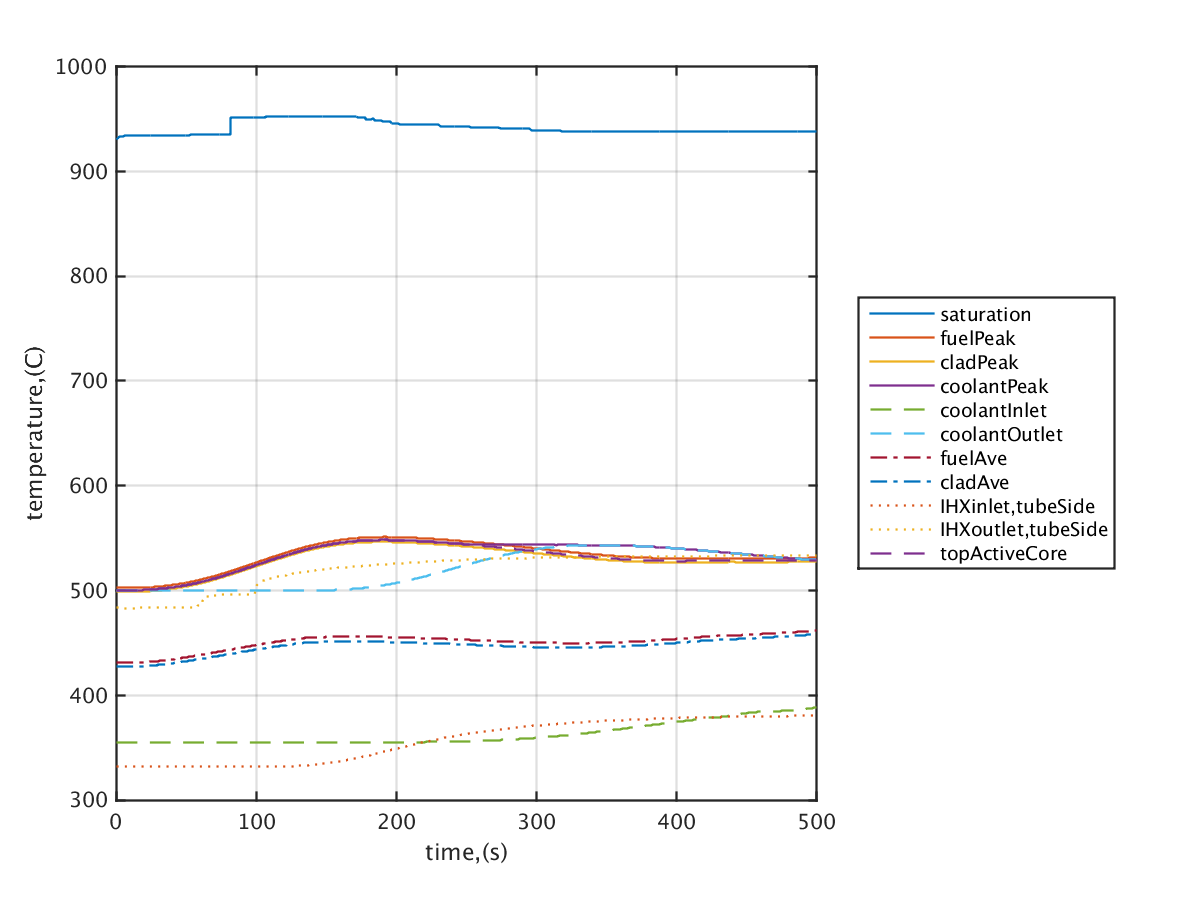 1000
900
800
700
600
500
400
300
temperature,(C)
0 100 200 300 400 500
time,(s)
saturation
fuelPeak
cladPeak
coolantPeak
coolantInlet
coolantOutlet
fuelAve
cladAve
IHXinlet,tubeSide
IHXoutlet,tubeSide
topActiveCore